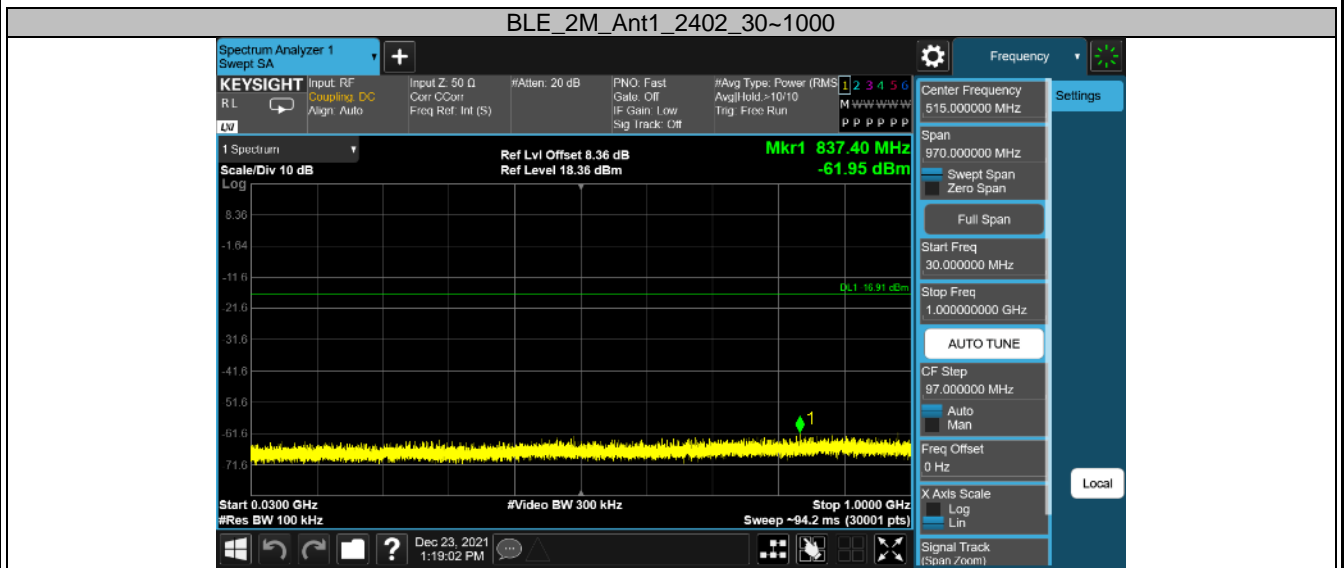 BLE_2M_Ant1_2402_30~1000
Spectrum Analyzer 1
Swept SA
+
Frequency
KEYSIGHT
RL
LXI
Input: RF
Coupling: DC
Align: Auto
Input Z: 50 Ω
Corr CCorr
Freq Ref: Int (S)
#Atten: 20 dB
PNO: Fast
Gate: Off
IF Gain: Low
Sig Track: Off
#Avg Type: Power (RMS
Avg|Hold:>10/10
Trig: Free Run
1 2 3 4 5 6
M W W W W W
P P P P P P
1 Spectrum
Scale/Div 10 dB
Ref Lvl Offset 8.36 dB
Ref Level 18.36 dBm
Mkr1 837.40 MHz
-61.95 dBm
Log
8.36
-1.64
-11.6
DL1 16.91 dBm
-21.6
-31.6
-41.6
51.6
1
-61.6
71.6
Start 0.0300 GHz
#Video BW 300 kHz
Stop 1.0000 GHz
#Res BW 100 kHz
Sweep ~94.2 ms (30001 pts)
?
Dec 23, 2021
1:19:02 PM
Center Frequency
515.000000 MHz
Span
970.000000 MHz
Swept Span
Zero Span
Full Span
Start Freq
30.000000 MHz
Stop Freq
1.000000000 GHz
AUTO TUNE
CF Step
97.000000 MHz
Auto
Man
Freq Offset
0 Hz
X Axis Scale
Log
Lin
Signal Track
(Span Zoom)
Settings
Local